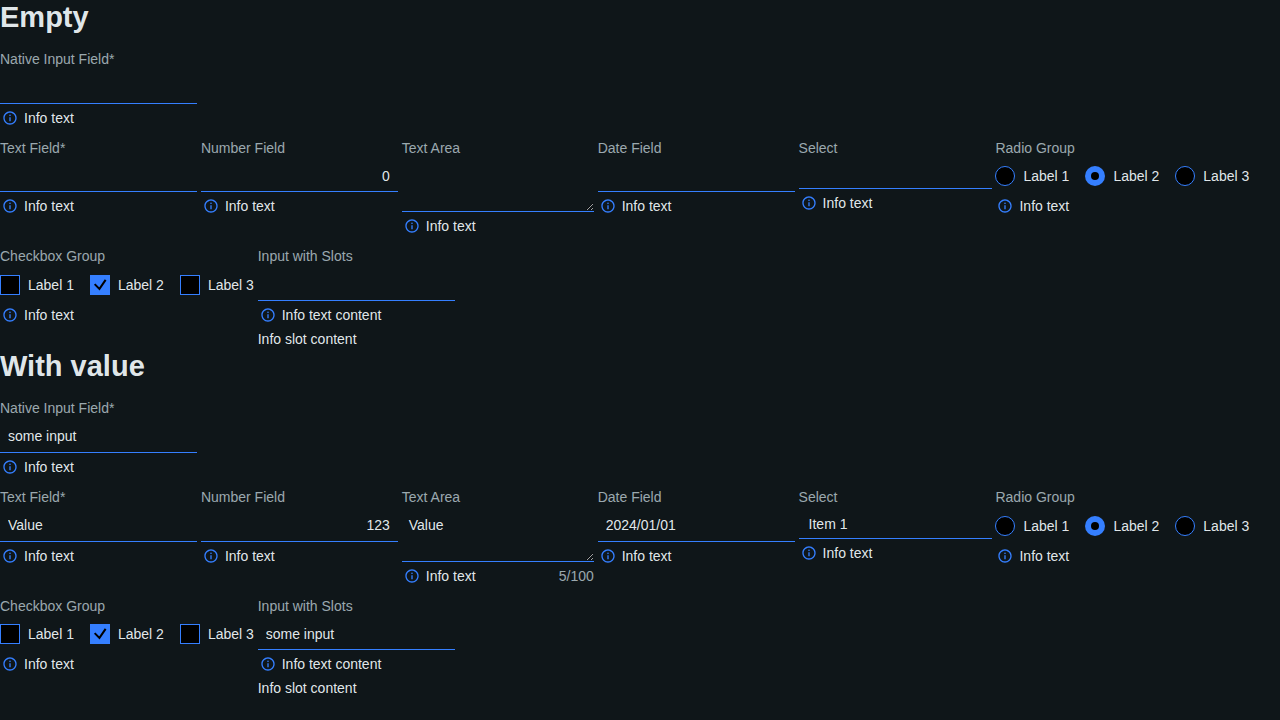 Empty
Native Input Field*
Info text
Text Field* Number Field Text Area Date Field Select Radio Group
0 Label 1 Label 2 Label 3
Info text Info text Info text Info text Info text Info text
Checkbox Group Input with Slots
Label 1 Label 2 Label 3
Info text Info text content
Info slot content
With value
Native Input Field*
some input
Info text
Text Field* Number Field Text Area Date Field Select Radio Group
Value 123 Value 2024/01/01 Item 1 Label 1 Label 2 Label 3
Info text Info text Info text 5/100 Info text Info text Info text
Checkbox Group Input with Slots
Label 1 Label 2 Label 3 some input
Info text Info text content
Info slot content